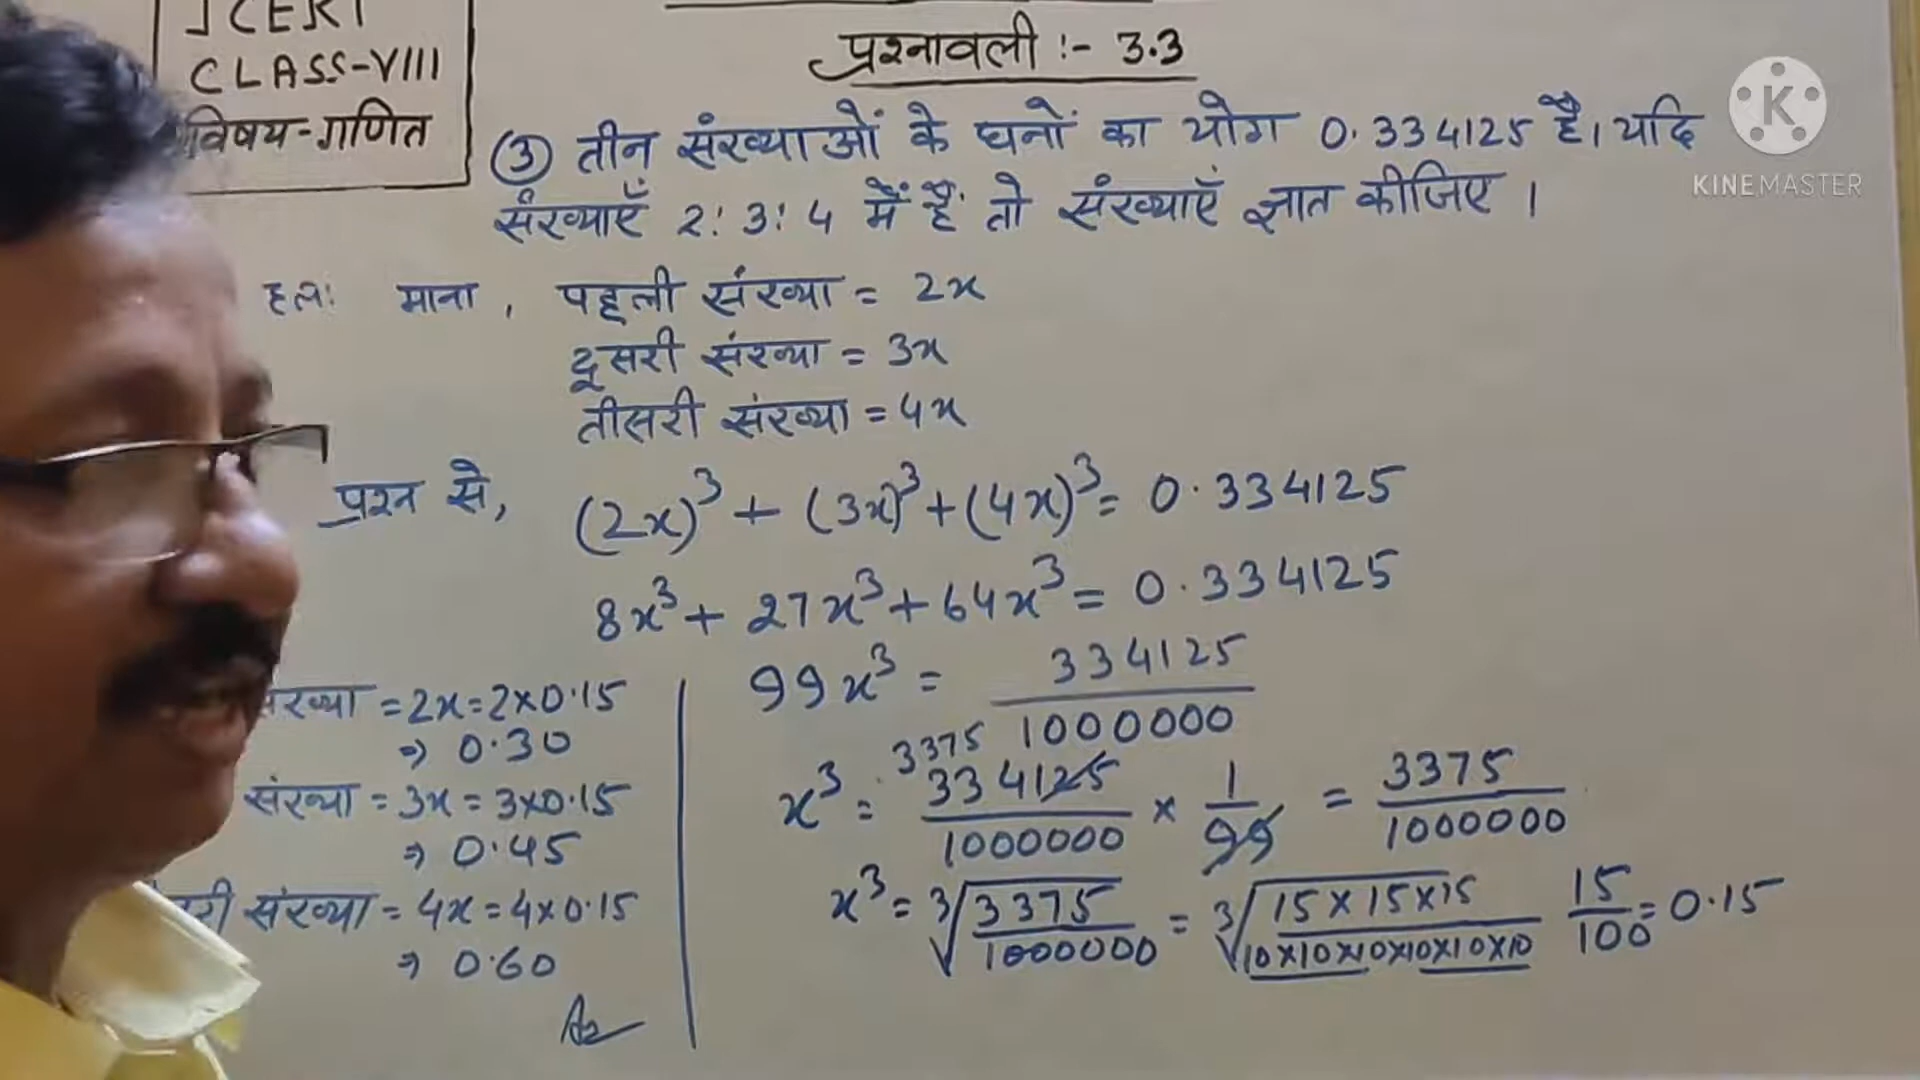 JCERT
CLASS-VIII
विषय-गणित
प्रश्नावली :- 3.3
③ तीन संख्याओं के घनों का योग 0.334125 है। यदि
संख्याएँ 2:3:4 में हैं तो संख्याएँ ज्ञात कीजिए ।
हल: माना , पहली संख्या = 2x
दूसरी संख्या = 3x
तीसरी संख्या = 4x
प्रश्न से, (2x)³ + (3x)³ + (4x)³ = 0.334125
8x³ + 27x³ + 64x³ = 0.334125
99x³ = 334125/1000000
3375
x³ = 334125/1000000 × 1/99 = 3375/1000000
x³ = ∛3375/1000000 = ∛15×15×15/10×10×10×10×10×10 15/100 = 0.15
संख्या = 2x = 2×0.15
⇒ 0.30
संख्या = 3x = 3×0.15
⇒ 0.45
संख्या = 4x = 4×0.15
⇒ 0.60
K
KINEMASTER